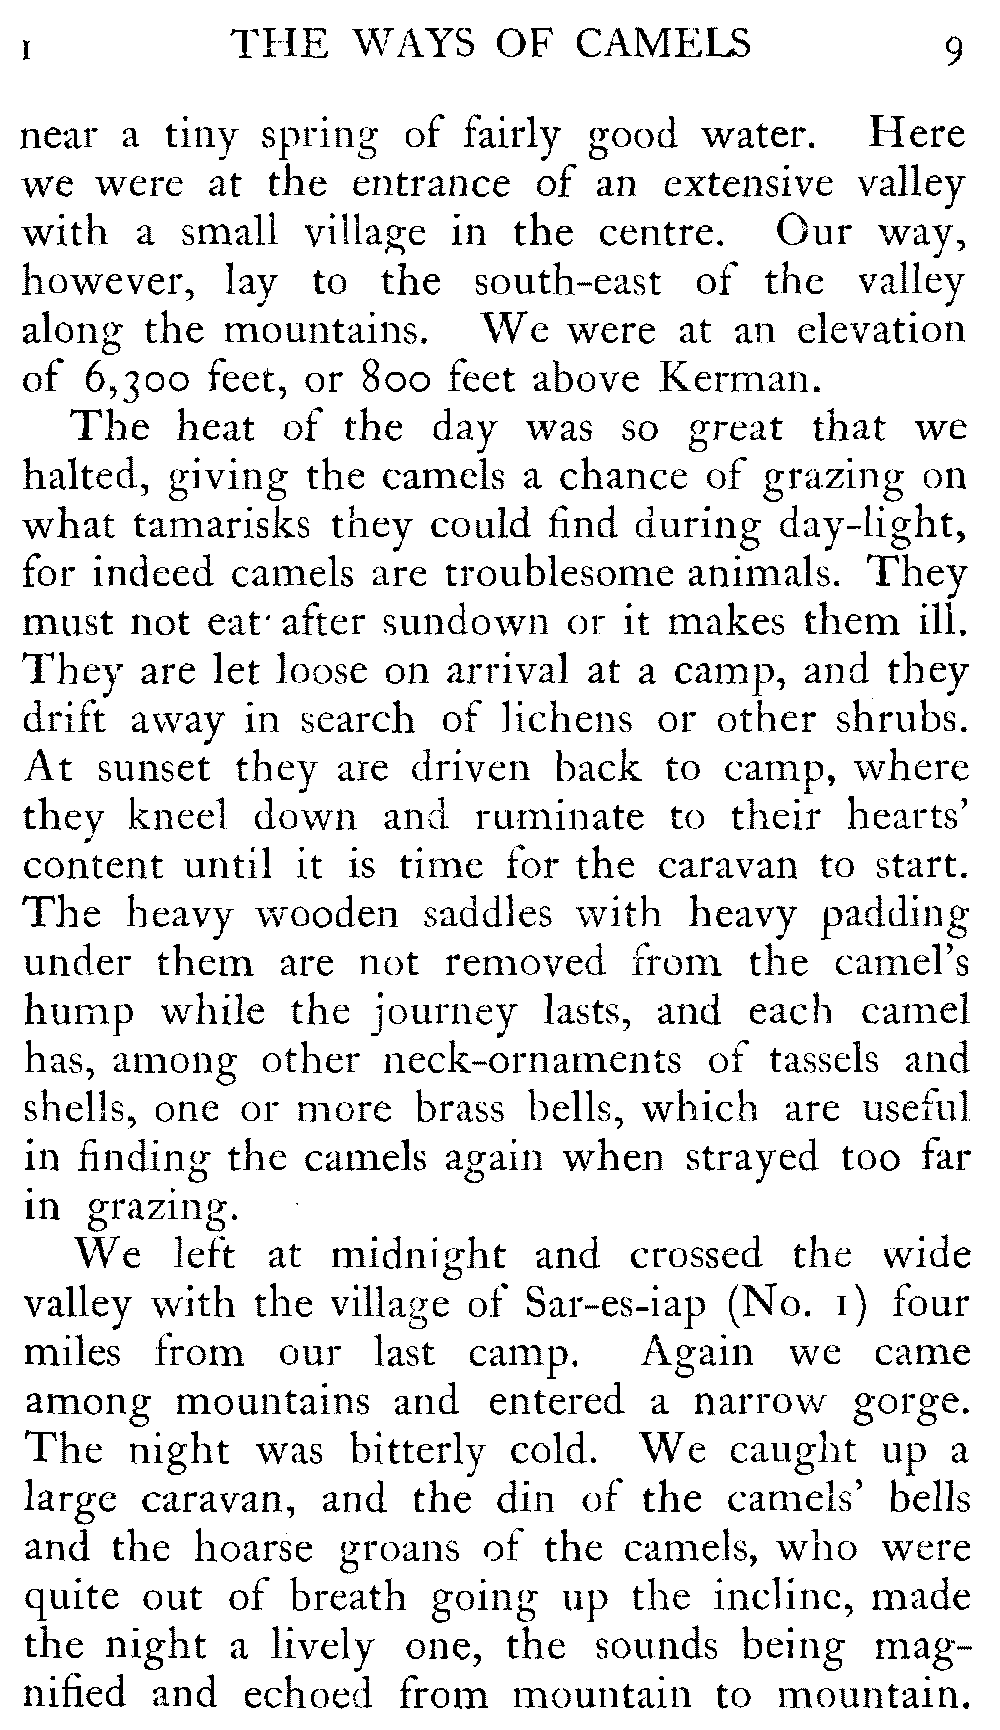 I THE WAYS OF CAMELS 9
near a tiny spring of fairly good water. Here
we were at the entrance of an extensive valley
with a small village in the centre. Our way,
however, lay to the south-east of the valley
along the mountains. We were at an elevation
of 6,300 feet, or 800 feet above Kerman.
The heat of the day was so great that we
halted, giving the camels a chance of grazing on
what tamarisks they could find during day-light,
for indeed camels are troublesome animals. They
must not eat after sundown or it makes them ill.
They are let loose on arrival at a camp, and they
drift away in search of lichens or other shrubs.
At sunset they are driven back to camp, where
they kneel down and ruminate to their hearts'
content until it is time for the caravan to start.
The heavy wooden saddles with heavy padding
under them are not removed from the camel's
hump while the journey lasts, and each camel
has, among other neck-ornaments of tassels and
shells, one or more brass bells, which are useful
in finding the camels again when strayed too far
in grazing.
We left at midnight and crossed the wide
valley with the village of Sar-es-iap (No. 1) four
miles from our last camp. Again we came
among mountains and entered a narrow gorge.
The night was bitterly cold. We caught up a
large caravan, and the din of the camels' bells
and the hoarse groans of the camels, who were
quite out of breath going up the incline, made
the night a lively one, the sounds being mag-
nified and echoed from mountain to mountain.